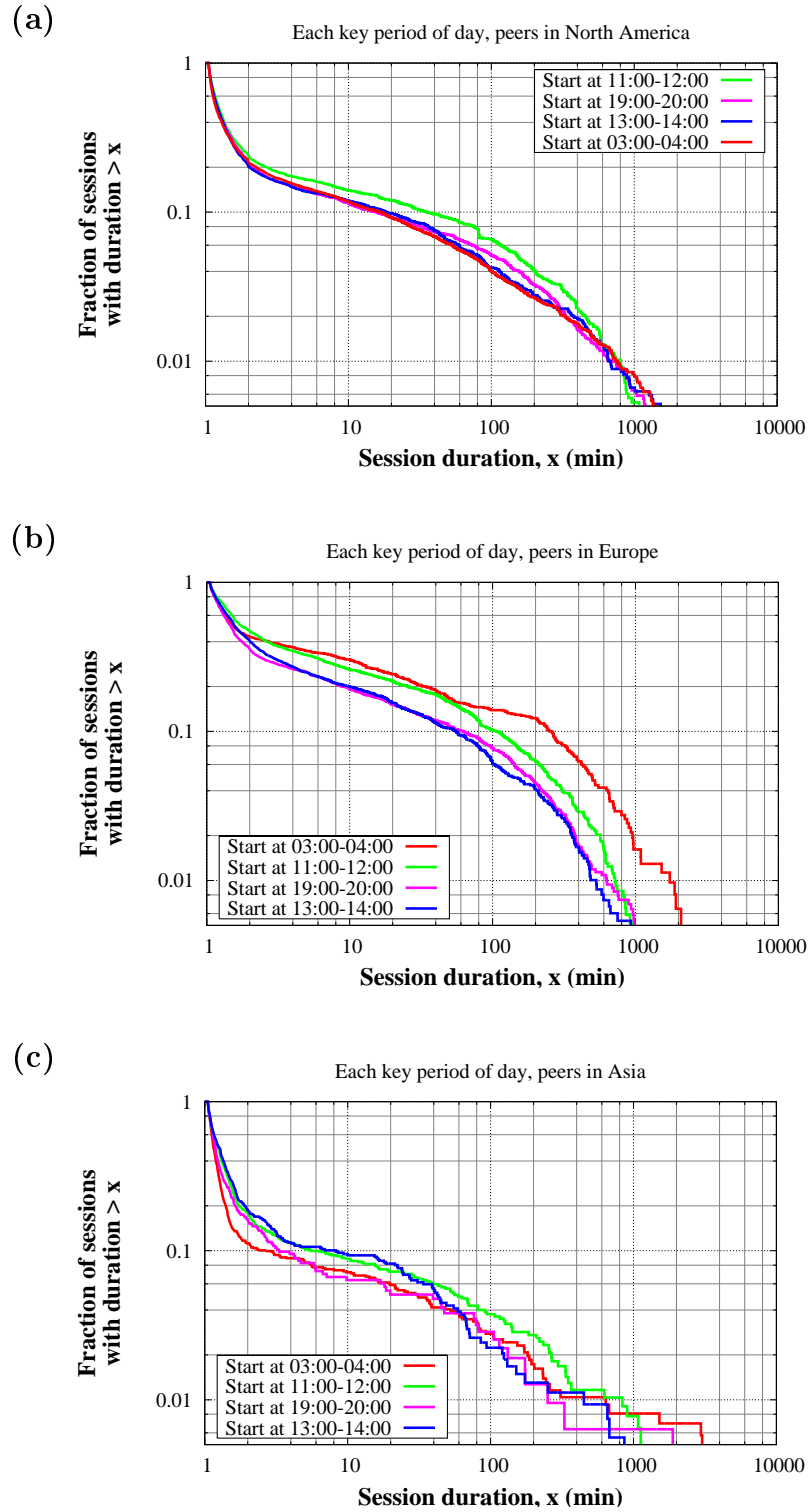 (a)
Each key period of day, peers in North America
1
0.1
0.01
Fraction of sessions
with duration > x
Start at 11:00-12:00
Start at 19:00-20:00
Start at 13:00-14:00
Start at 03:00-04:00
1 10 100 1000 10000
Session duration, x (min)
(b)
Each key period of day, peers in Europe
1
0.1
0.01
Fraction of sessions
with duration > x
Start at 03:00-04:00
Start at 11:00-12:00
Start at 19:00-20:00
Start at 13:00-14:00
1 10 100 1000 10000
Session duration, x (min)
(c)
Each key period of day, peers in Asia
1
0.1
0.01
Fraction of sessions
with duration > x
Start at 03:00-04:00
Start at 11:00-12:00
Start at 19:00-20:00
Start at 13:00-14:00
1 10 100 1000 10000
Session duration, x (min)